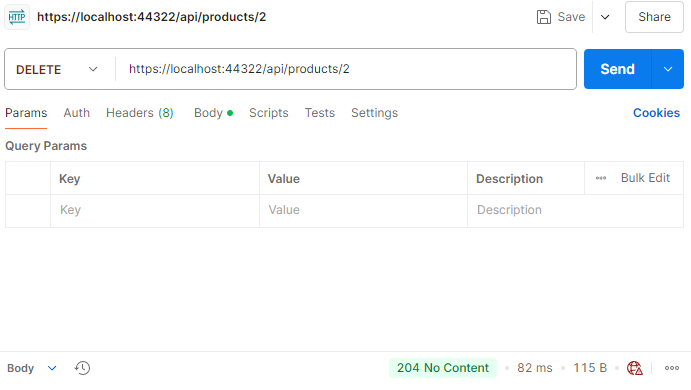 HTTP https://localhost:44322/api/products/2 Save Share
DELETE https://localhost:44322/api/products/2 Send
Params Auth Headers (8) Body Scripts Tests Settings Cookies
Query Params
Key Value Description Bulk Edit
Key Value Description
Body 204 No Content 82 ms 115 B